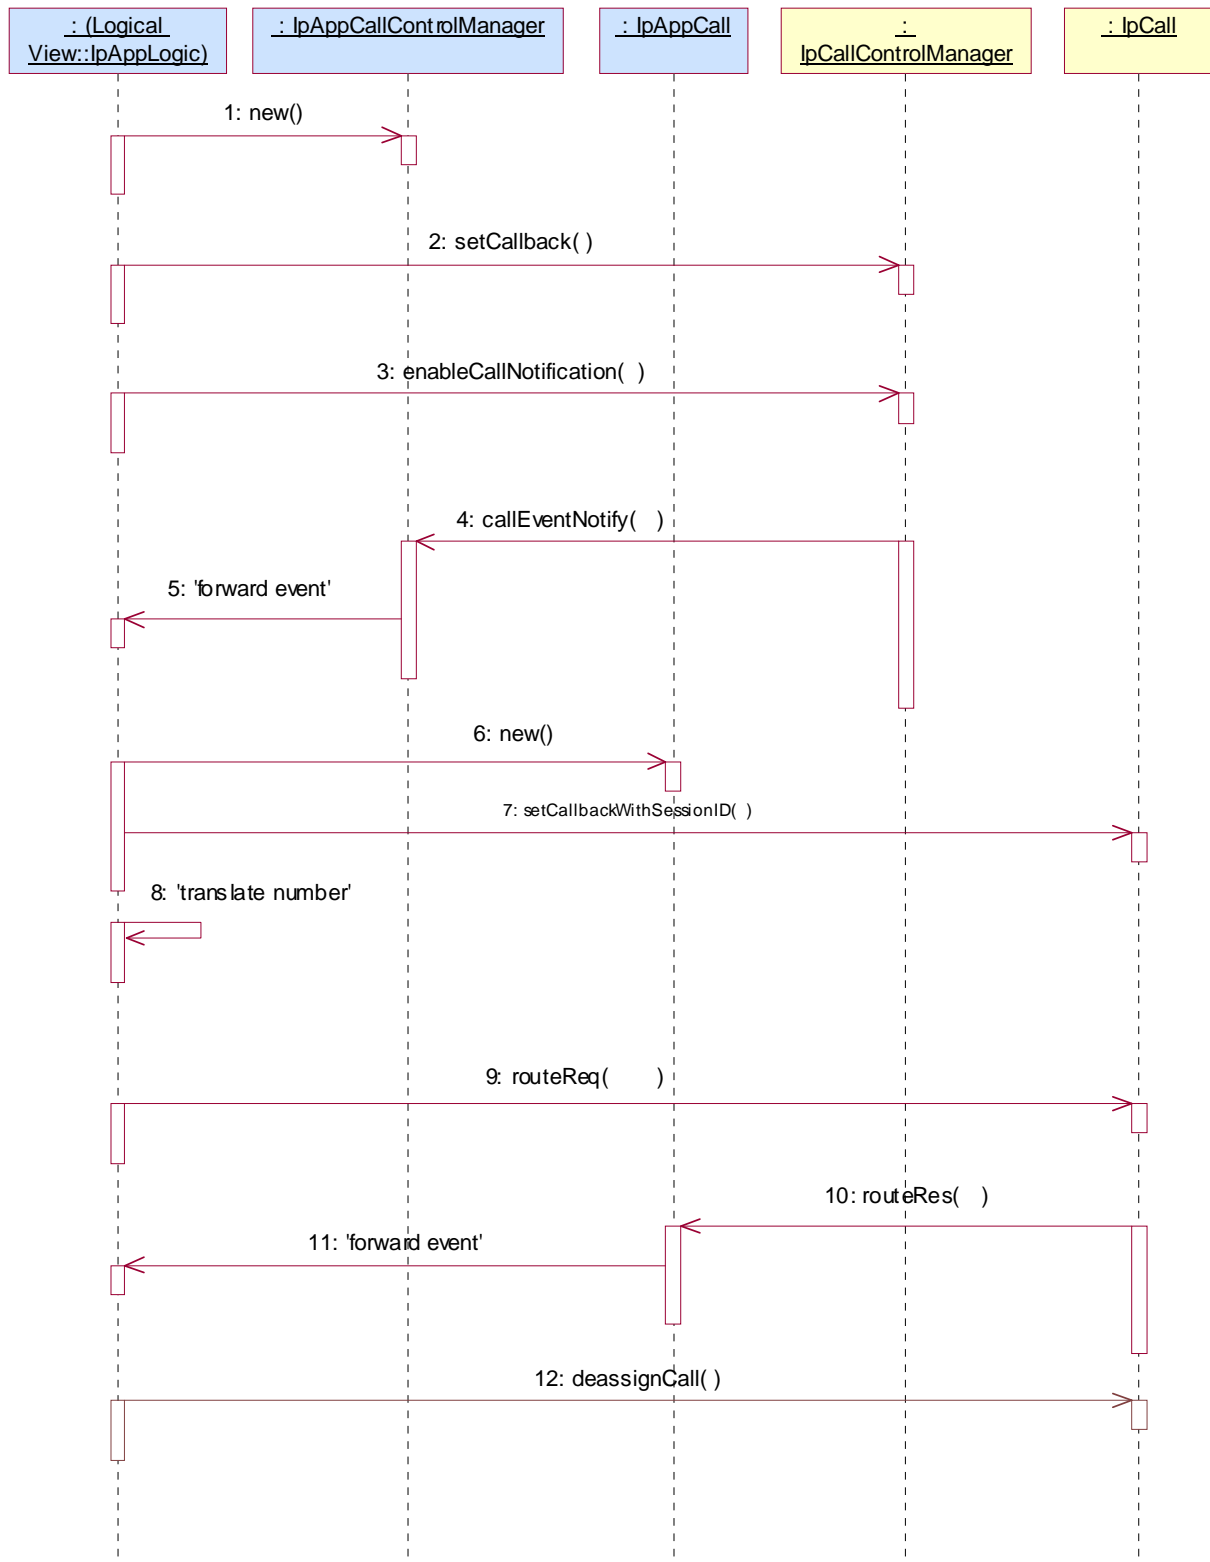 : (Logical
View::IpAppLogic)
: IpAppCallControlManager
: IpAppCall
:
IpCallControlManager
: IpCall
1: new()
2: setCallback( )
3: enableCallNotification( )
4: callEventNotify( )
5: 'forward event'
6: new()
7: setCallbackWithSessionID( )
8: 'translate number'
9: routeReq( )
10: routeRes( )
11: 'forward event'
12: deassignCall( )